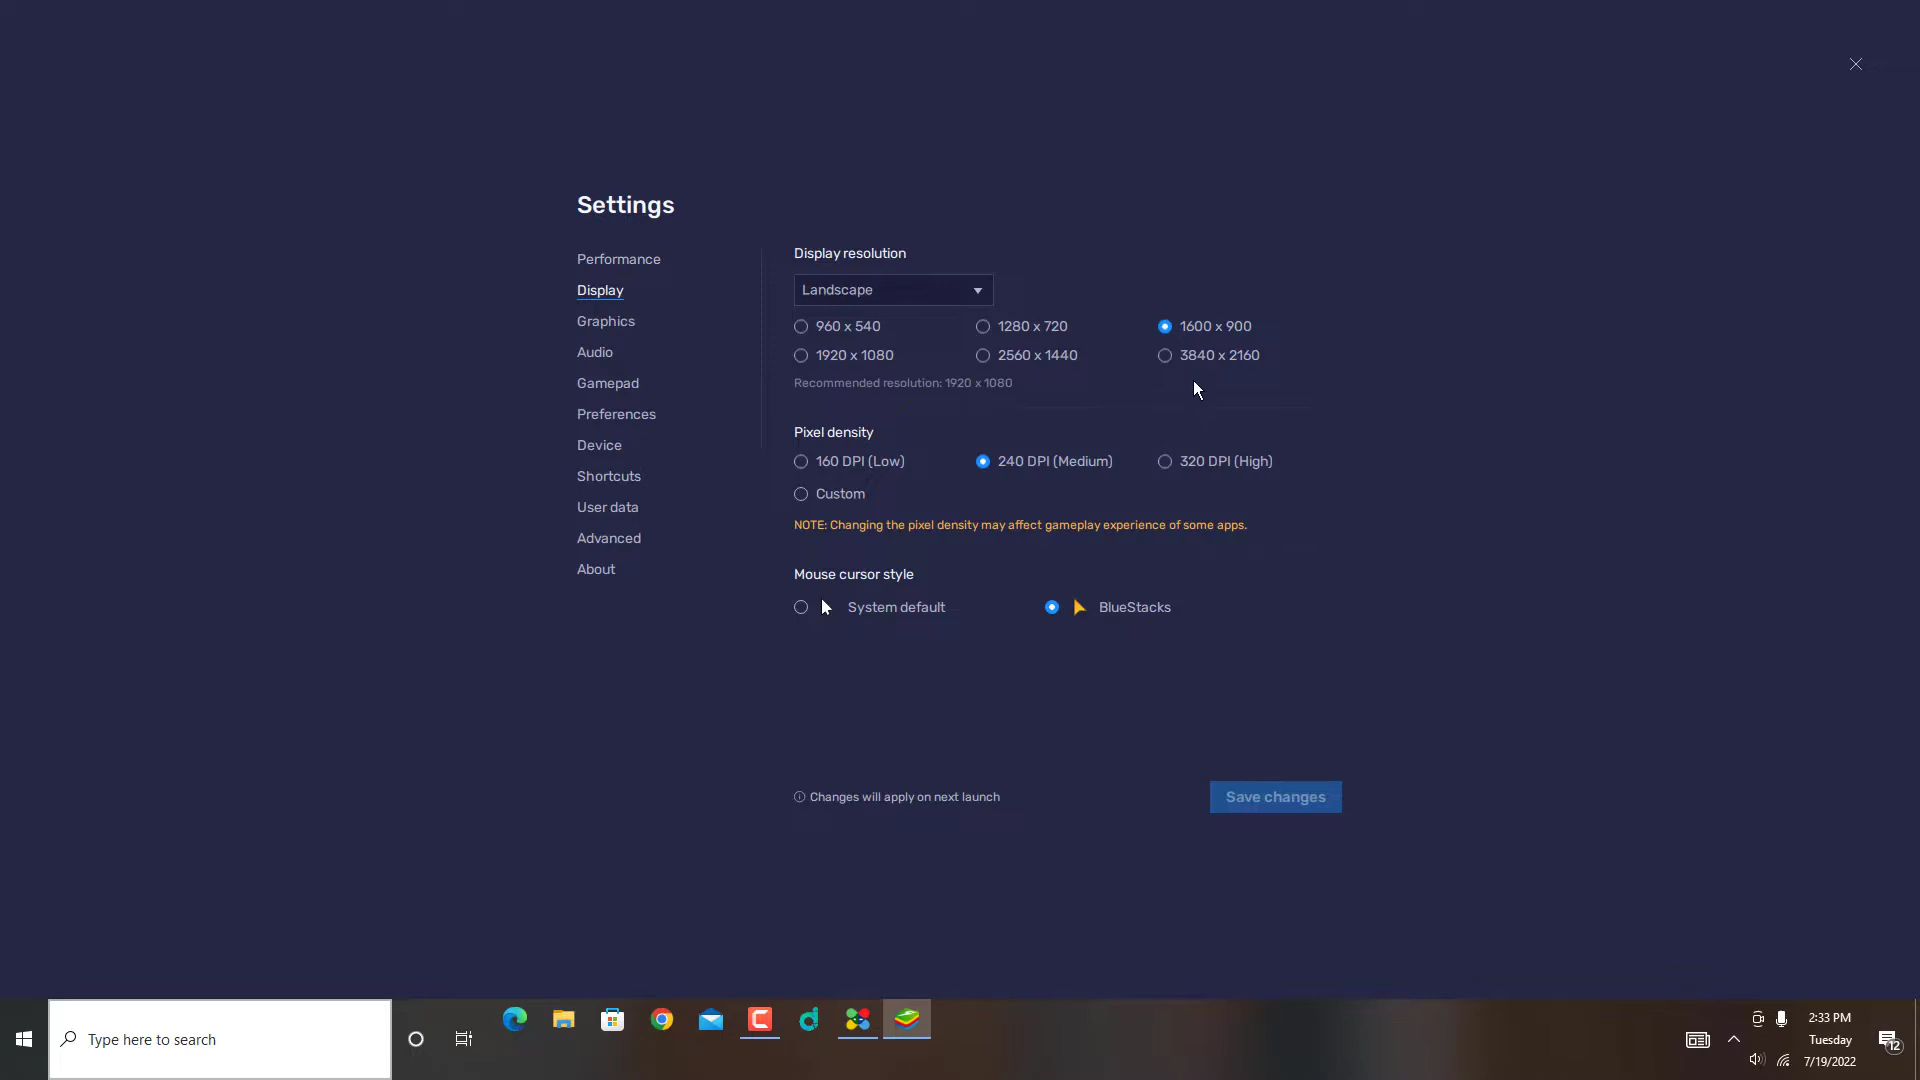 Settings
Performance
Display
Graphics
Audio
Gamepad
Preferences
Device
Shortcuts
User data
Advanced
About
Display resolution
Landscape
960 x 540
1280 x 720
1600 x 900
1920 x 1080
2560 x 1440
3840 x 2160
Recommended resolution: 1920 x 1080
Pixel density
160 DPI (Low)
240 DPI (Medium)
320 DPI (High)
Custom
NOTE: Changing the pixel density may affect gameplay experience of some apps.
Mouse cursor style
System default
BlueStacks
Changes will apply on next launch
Save changes
Type here to search
2:33 PM
Tuesday
7/19/2022
12